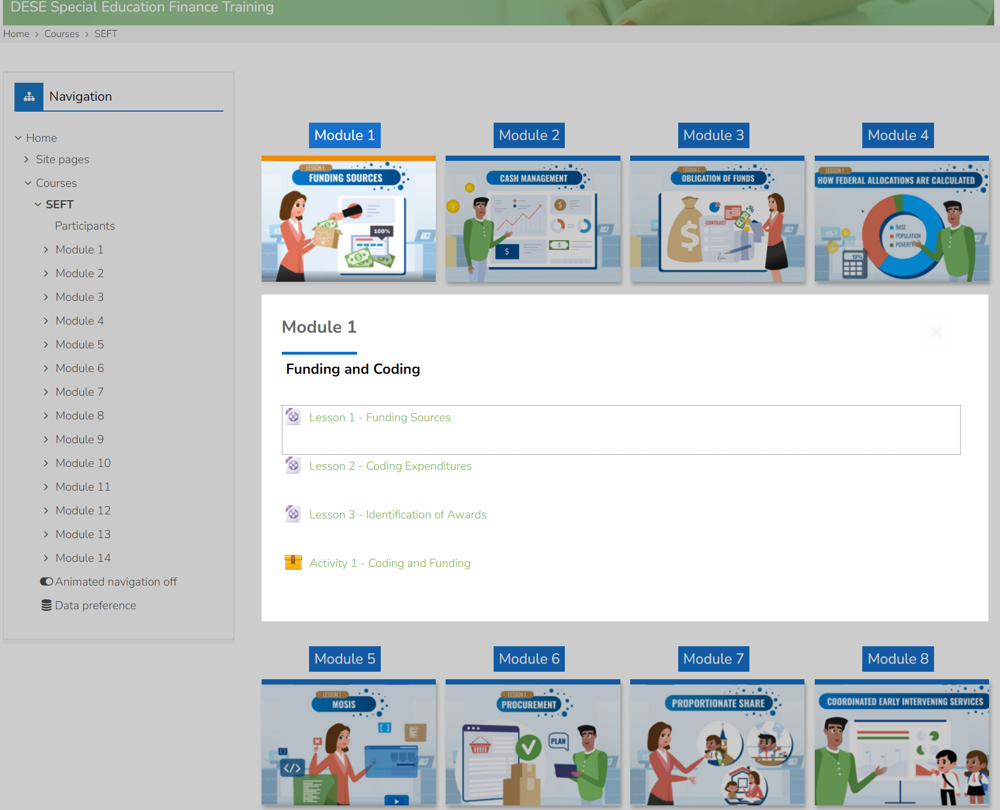 DESE Special Education Finance Training
Home > Courses > SEFT
Navigation
Home
Site pages
Courses
SEFT
Participants
Module 1
Module 2
Module 3
Module 4
Module 5
Module 6
Module 7
Module 8
Module 9
Module 10
Module 11
Module 12
Module 13
Module 14
Animated navigation off
Data preference
Module 1
LESSON 1
FUNDING SOURCES
100%
Module 2
CASH MANAGEMENT
$
$
$
$
$
Module 3
LESSON 1
OBLIGATION OF FUNDS
$
CONTRACT
%
Module 4
LESSON 1
HOW FEDERAL ALLOCATIONS ARE CALCULATED
BASE
POPULATION
POVERTY
13%
Module 1
Funding and Coding
Lesson 1 - Funding Sources
Lesson 2 - Coding Expenditures
Lesson 3 - Identification of Awards
Activity 1 - Coding and Funding
Module 5
LESSON 1
MOSIS
[ ]
</>
Module 6
LESSON 1
PROCUREMENT
PLAN
Module 7
PROPORTIONATE SHARE
Module 8
COORDINATED EARLY INTERVENING SERVICES